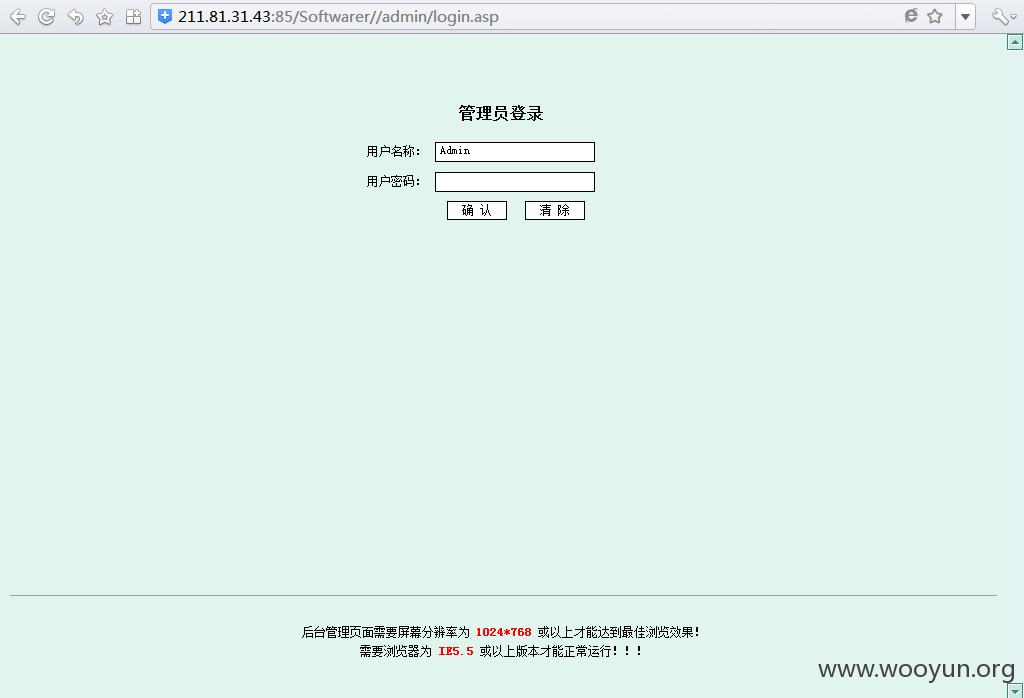 211.81.31.43:85/Softwarer//admin/login.asp
管理员登录
用户名称： Admin
用户密码：
确 认 清 除
后台管理页面需要屏幕分辨率为 1024*768 或以上才能达到最佳浏览效果！
需要浏览器为 IE5.5 或以上版本才能正常运行！！！
www.wooyun.org